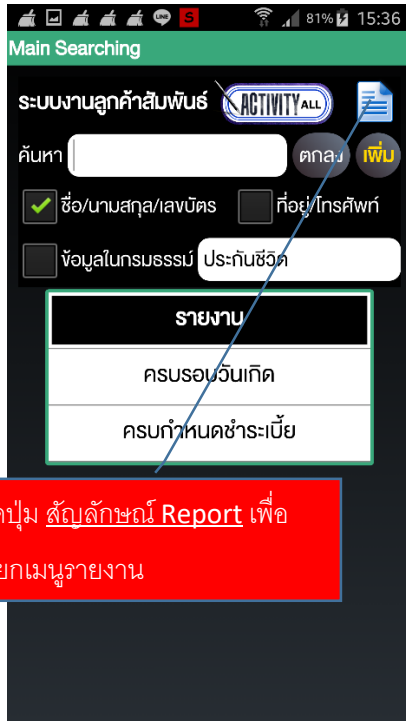 LINE S 81% 15:36
Main Searching
ระบบงานลูกค้าสัมพันธ์ ACTIVITY ALL
ค้นหา ตกลง เพิ่ม
ชื่อ/นามสกุล/เลขบัตร ที่อยู่/โทรศัพท์
ข้อมูลในกรมธรรม์ ประกันชีวิต
รายงาน
ครบรอบวันเกิด
ครบกำหนดชำระเบี้ย
ปุ่ม สัญลักษณ์ Report เพื่อ
ยกเมนูรายงาน